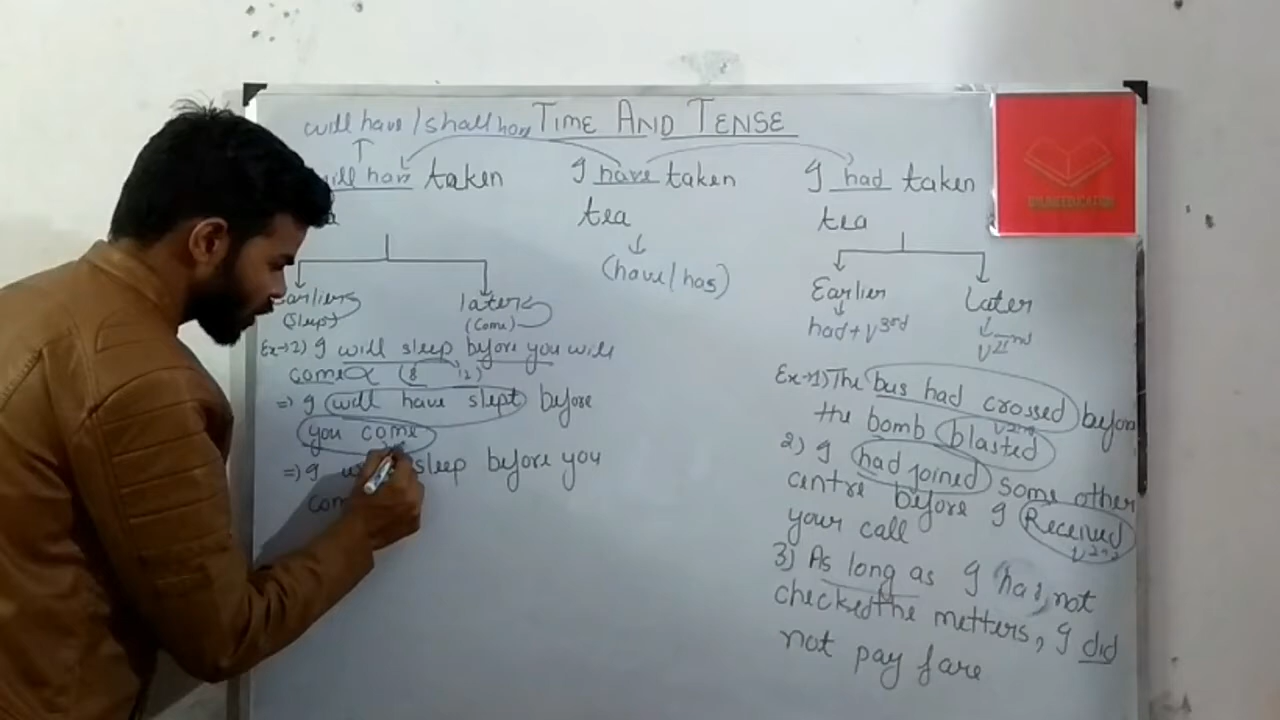 will have / shall have TIME AND TENSE
will have taken
I have taken
tea
(have/has)
I had taken
tea
Earlier
had + V3rd
Later
V2nd
Earlier
(Sleep)
later
(Come)
Ex→2) I will sleep before you will
come (8 12)
=> I will have slept before
you come
=> I sleep before you
Ex→1) The bus had crossed before
the bomb blasted
V2nd
2) I had joined some other
centre before I Received
your call
V2nd
3) As long as I had not
checked the metters, I did
not pay fare